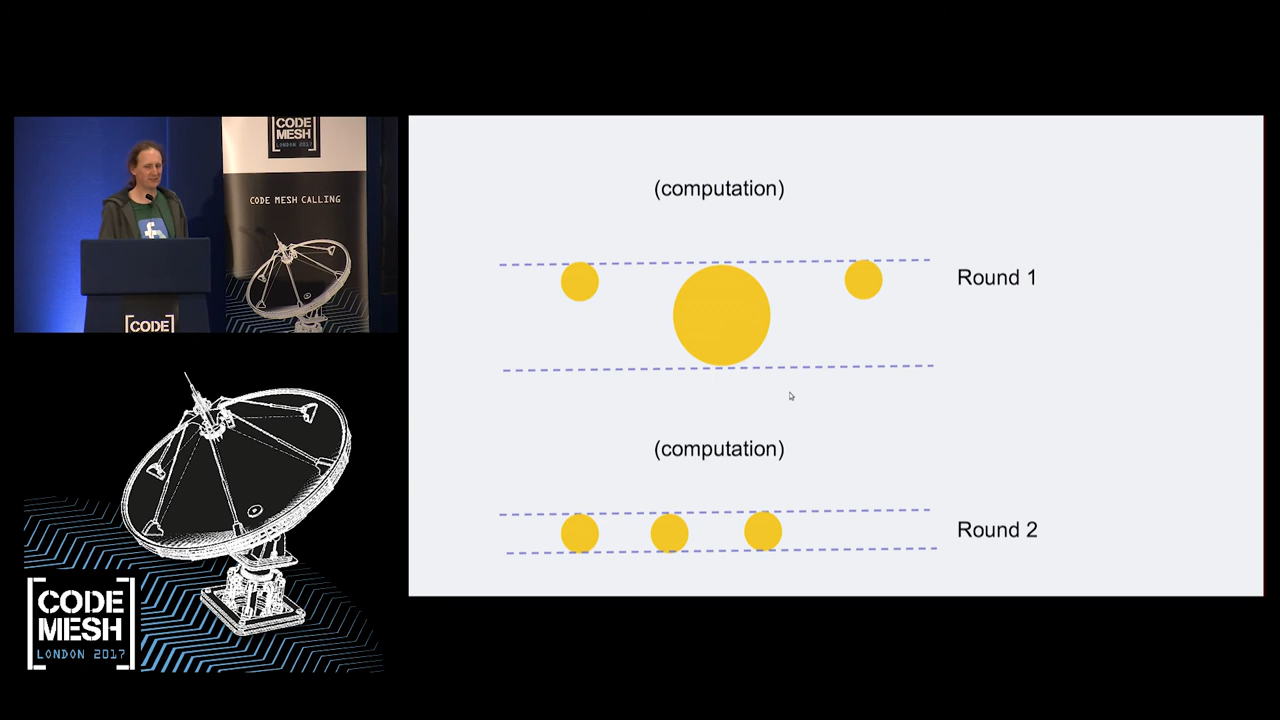 CODE
MESH
LONDON 2017
CODE MESH CALLING
f
[CODE]
(computation)
Round 1
(computation)
Round 2
[CODE
MESH]
LONDON 2017